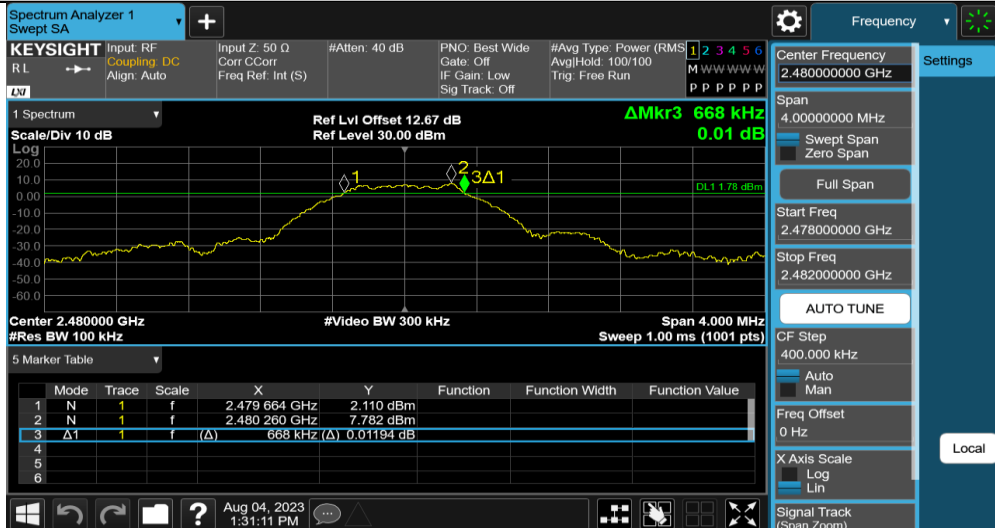 Spectrum Analyzer 1
Swept SA
+
Frequency
KEYSIGHT
RL
LXI
Input: RF
Coupling: DC
Align: Auto
Input Z: 50 Ω
Corr CCorr
Freq Ref: Int (S)
#Atten: 40 dB
PNO: Best Wide
Gate: Off
IF Gain: Low
Sig Track: Off
#Avg Type: Power (RMS
Avg|Hold: 100/100
Trig: Free Run
1 2 3 4 5 6
M W W W W W
P P P P P P
1 Spectrum
Scale/Div 10 dB
Ref Lvl Offset 12.67 dB
Ref Level 30.00 dBm
ΔMkr3 668 kHz
0.01 dB
Log
20.0
10.0
0.00
-10.0
-20.0
-30.0
-40.0
-50.0
-60.0
1
2
3Δ1
DL1 1.78 dBm
Center 2.480000 GHz
#Video BW 300 kHz
Span 4.000 MHz
#Res BW 100 kHz
Sweep 1.00 ms (1001 pts)
5 Marker Table
Mode Trace Scale X Y Function Function Width Function Value
1 N 1 f 2.479 664 GHz 2.110 dBm
2 N 1 f 2.480 260 GHz 7.782 dBm
3 Δ1 1 f (Δ) 668 kHz (Δ) 0.01194 dB
4
5
6
?
Aug 04, 2023
1:31:11 PM
Center Frequency
2.480000000 GHz
Span
4.00000000 MHz
Swept Span
Zero Span
Full Span
Start Freq
2.478000000 GHz
Stop Freq
2.482000000 GHz
AUTO TUNE
CF Step
400.000 kHz
Auto
Man
Freq Offset
0 Hz
X Axis Scale
Log
Lin
Signal Track
(Span Zoom)
Settings
Local